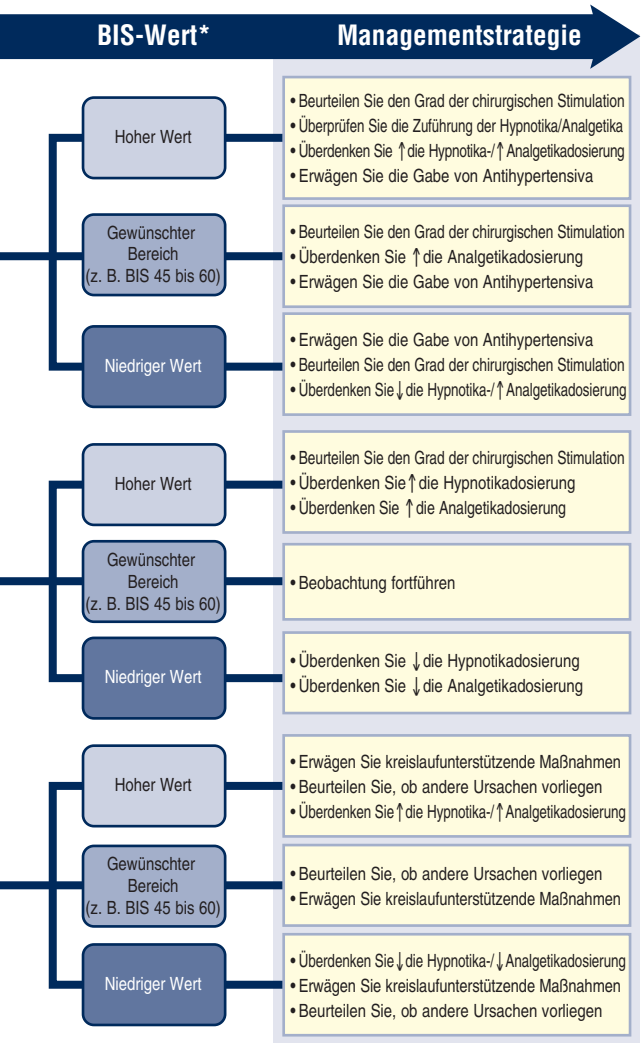 BIS-Wert* Managementstrategie
Hoher Wert
• Beurteilen Sie den Grad der chirurgischen Stimulation
• Überprüfen Sie die Zuführung der Hypnotika/Analgetika
• Überdenken Sie ↑ die Hypnotika-/↑ Analgetikadosierung
• Erwägen Sie die Gabe von Antihypertensiva
Gewünschter
Bereich
(z. B. BIS 45 bis 60)
• Beurteilen Sie den Grad der chirurgischen Stimulation
• Überdenken Sie ↑ die Analgetikadosierung
• Erwägen Sie die Gabe von Antihypertensiva
Niedriger Wert
• Erwägen Sie die Gabe von Antihypertensiva
• Beurteilen Sie den Grad der chirurgischen Stimulation
• Überdenken Sie ↓ die Hypnotika-/↑ Analgetikadosierung
Hoher Wert
• Beurteilen Sie den Grad der chirurgischen Stimulation
• Überdenken Sie ↑ die Hypnotikadosierung
• Überdenken Sie ↑ die Analgetikadosierung
Gewünschter
Bereich
(z. B. BIS 45 bis 60)
• Beobachtung fortführen
Niedriger Wert
• Überdenken Sie ↓ die Hypnotikadosierung
• Überdenken Sie ↓ die Analgetikadosierung
Hoher Wert
• Erwägen Sie kreislaufunterstützende Maßnahmen
• Beurteilen Sie, ob andere Ursachen vorliegen
• Überdenken Sie ↑ die Hypnotika-/↑ Analgetikadosierung
Gewünschter
Bereich
(z. B. BIS 45 bis 60)
• Beurteilen Sie, ob andere Ursachen vorliegen
• Erwägen Sie kreislaufunterstützende Maßnahmen
Niedriger Wert
• Überdenken Sie ↓ die Hypnotika-/↓ Analgetikadosierung
• Erwägen Sie kreislaufunterstützende Maßnahmen
• Beurteilen Sie, ob andere Ursachen vorliegen